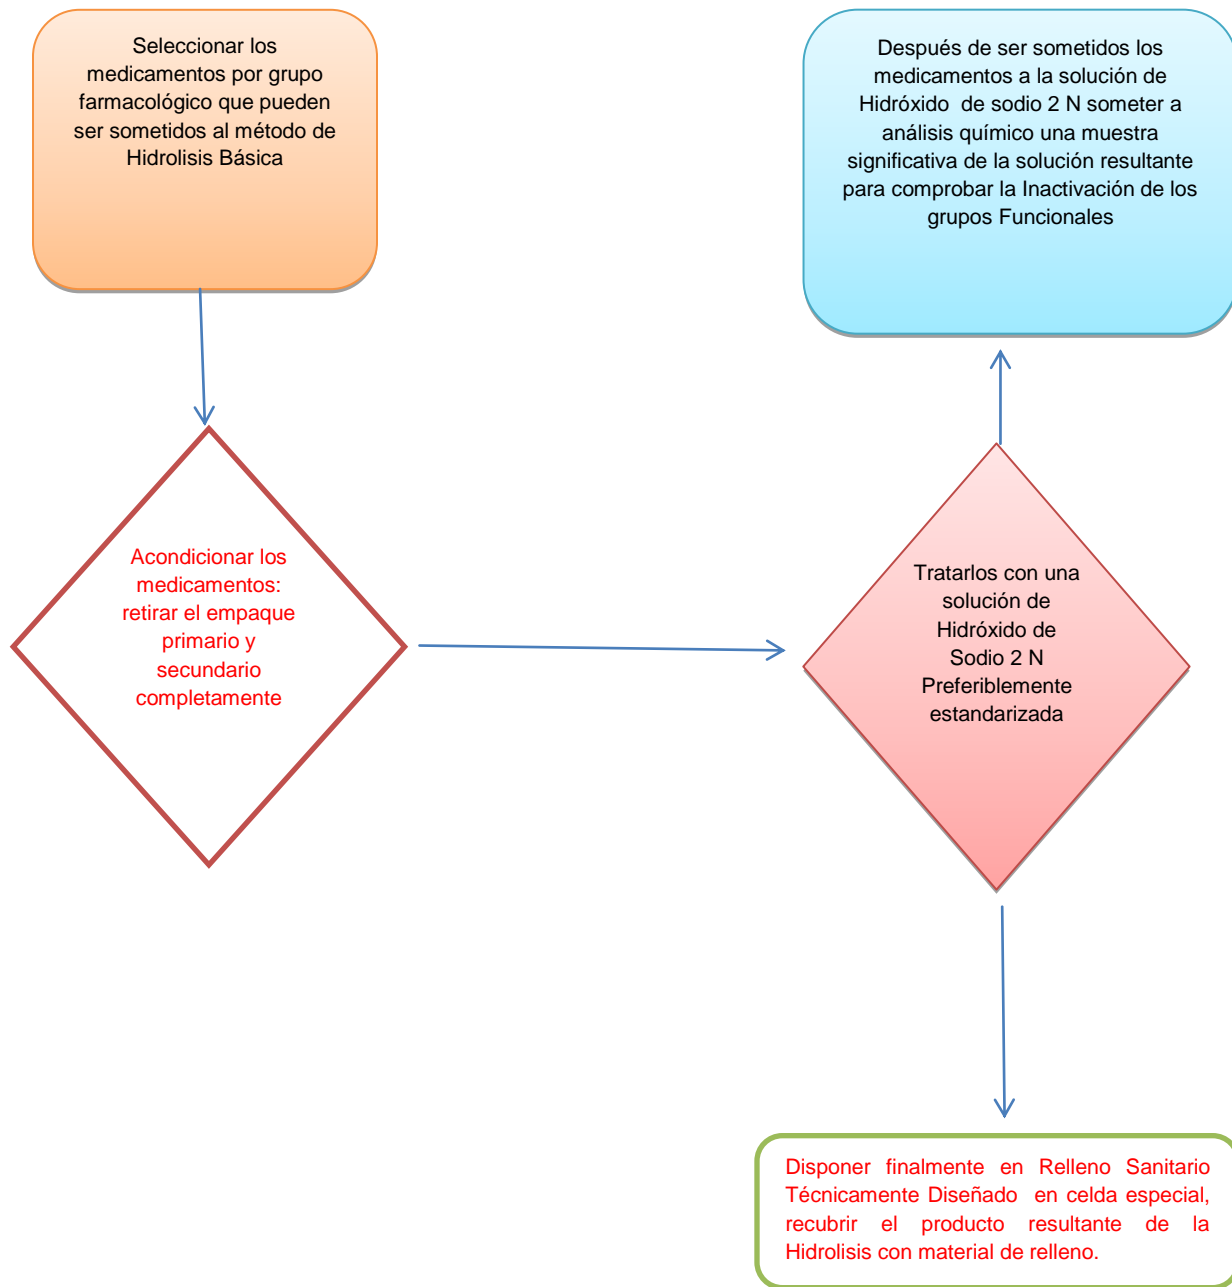 Seleccionar los
medicamentos por grupo
farmacológico que pueden
ser sometidos al método de
Hidrolisis Básica
Después de ser sometidos los
medicamentos a la solución de
Hidróxido de sodio 2 N someter a
análisis químico una muestra
significativa de la solución resultante
para comprobar la Inactivación de los
grupos Funcionales
Acondicionar los
medicamentos:
retirar el empaque
primario y
secundario
completamente
Tratarlos con una
solución de
Hidróxido de
Sodio 2 N
Preferiblemente
estandarizada
Disponer finalmente en Relleno Sanitario
Técnicamente Diseñado en celda especial,
recubrir el producto resultante de la
Hidrolisis con material de relleno.